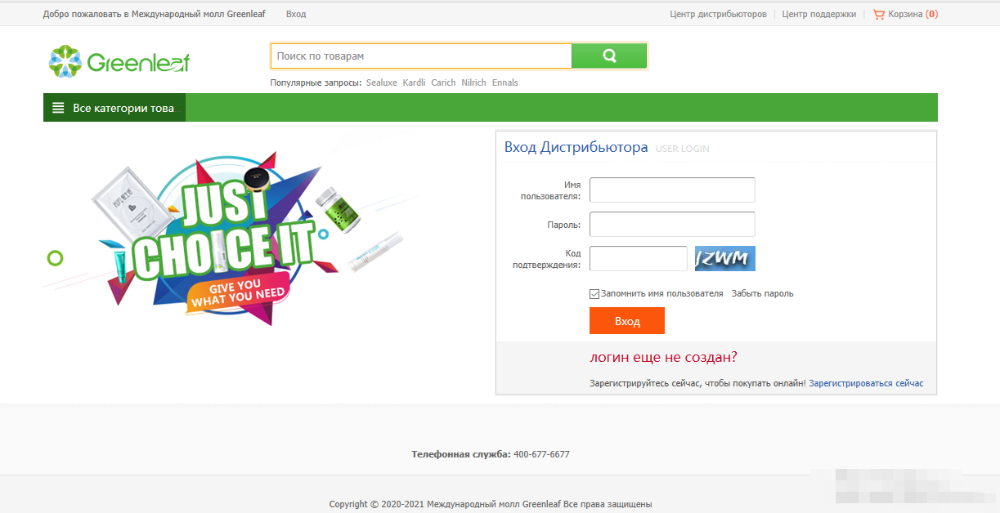 Добро пожаловать в Международный молл Greenleaf Вход Центр дистрибьюторов Центр поддержки Корзина (0)
Greenleaf
Поиск по товарам
Популярные запросы: Sealuxe Kardli Carich Nilrich Ennals
Все категории това
Вход Дистрибьютора USER LOGIN
JUST
CHOICE IT
GIVE YOU
WHAT YOU NEED
Имя
пользователя:
Пароль:
Код
подтверждения:
IZWM
Запомнить имя пользователя Забыть пароль
Вход
логин еще не создан?
Зарегистрируйтесь сейчас, чтобы покупать онлайн! Зарегистрироваться сейчас
Телефонная служба: 400-677-6677
Copyright © 2020-2021 Международный молл Greenleaf Все права защищены